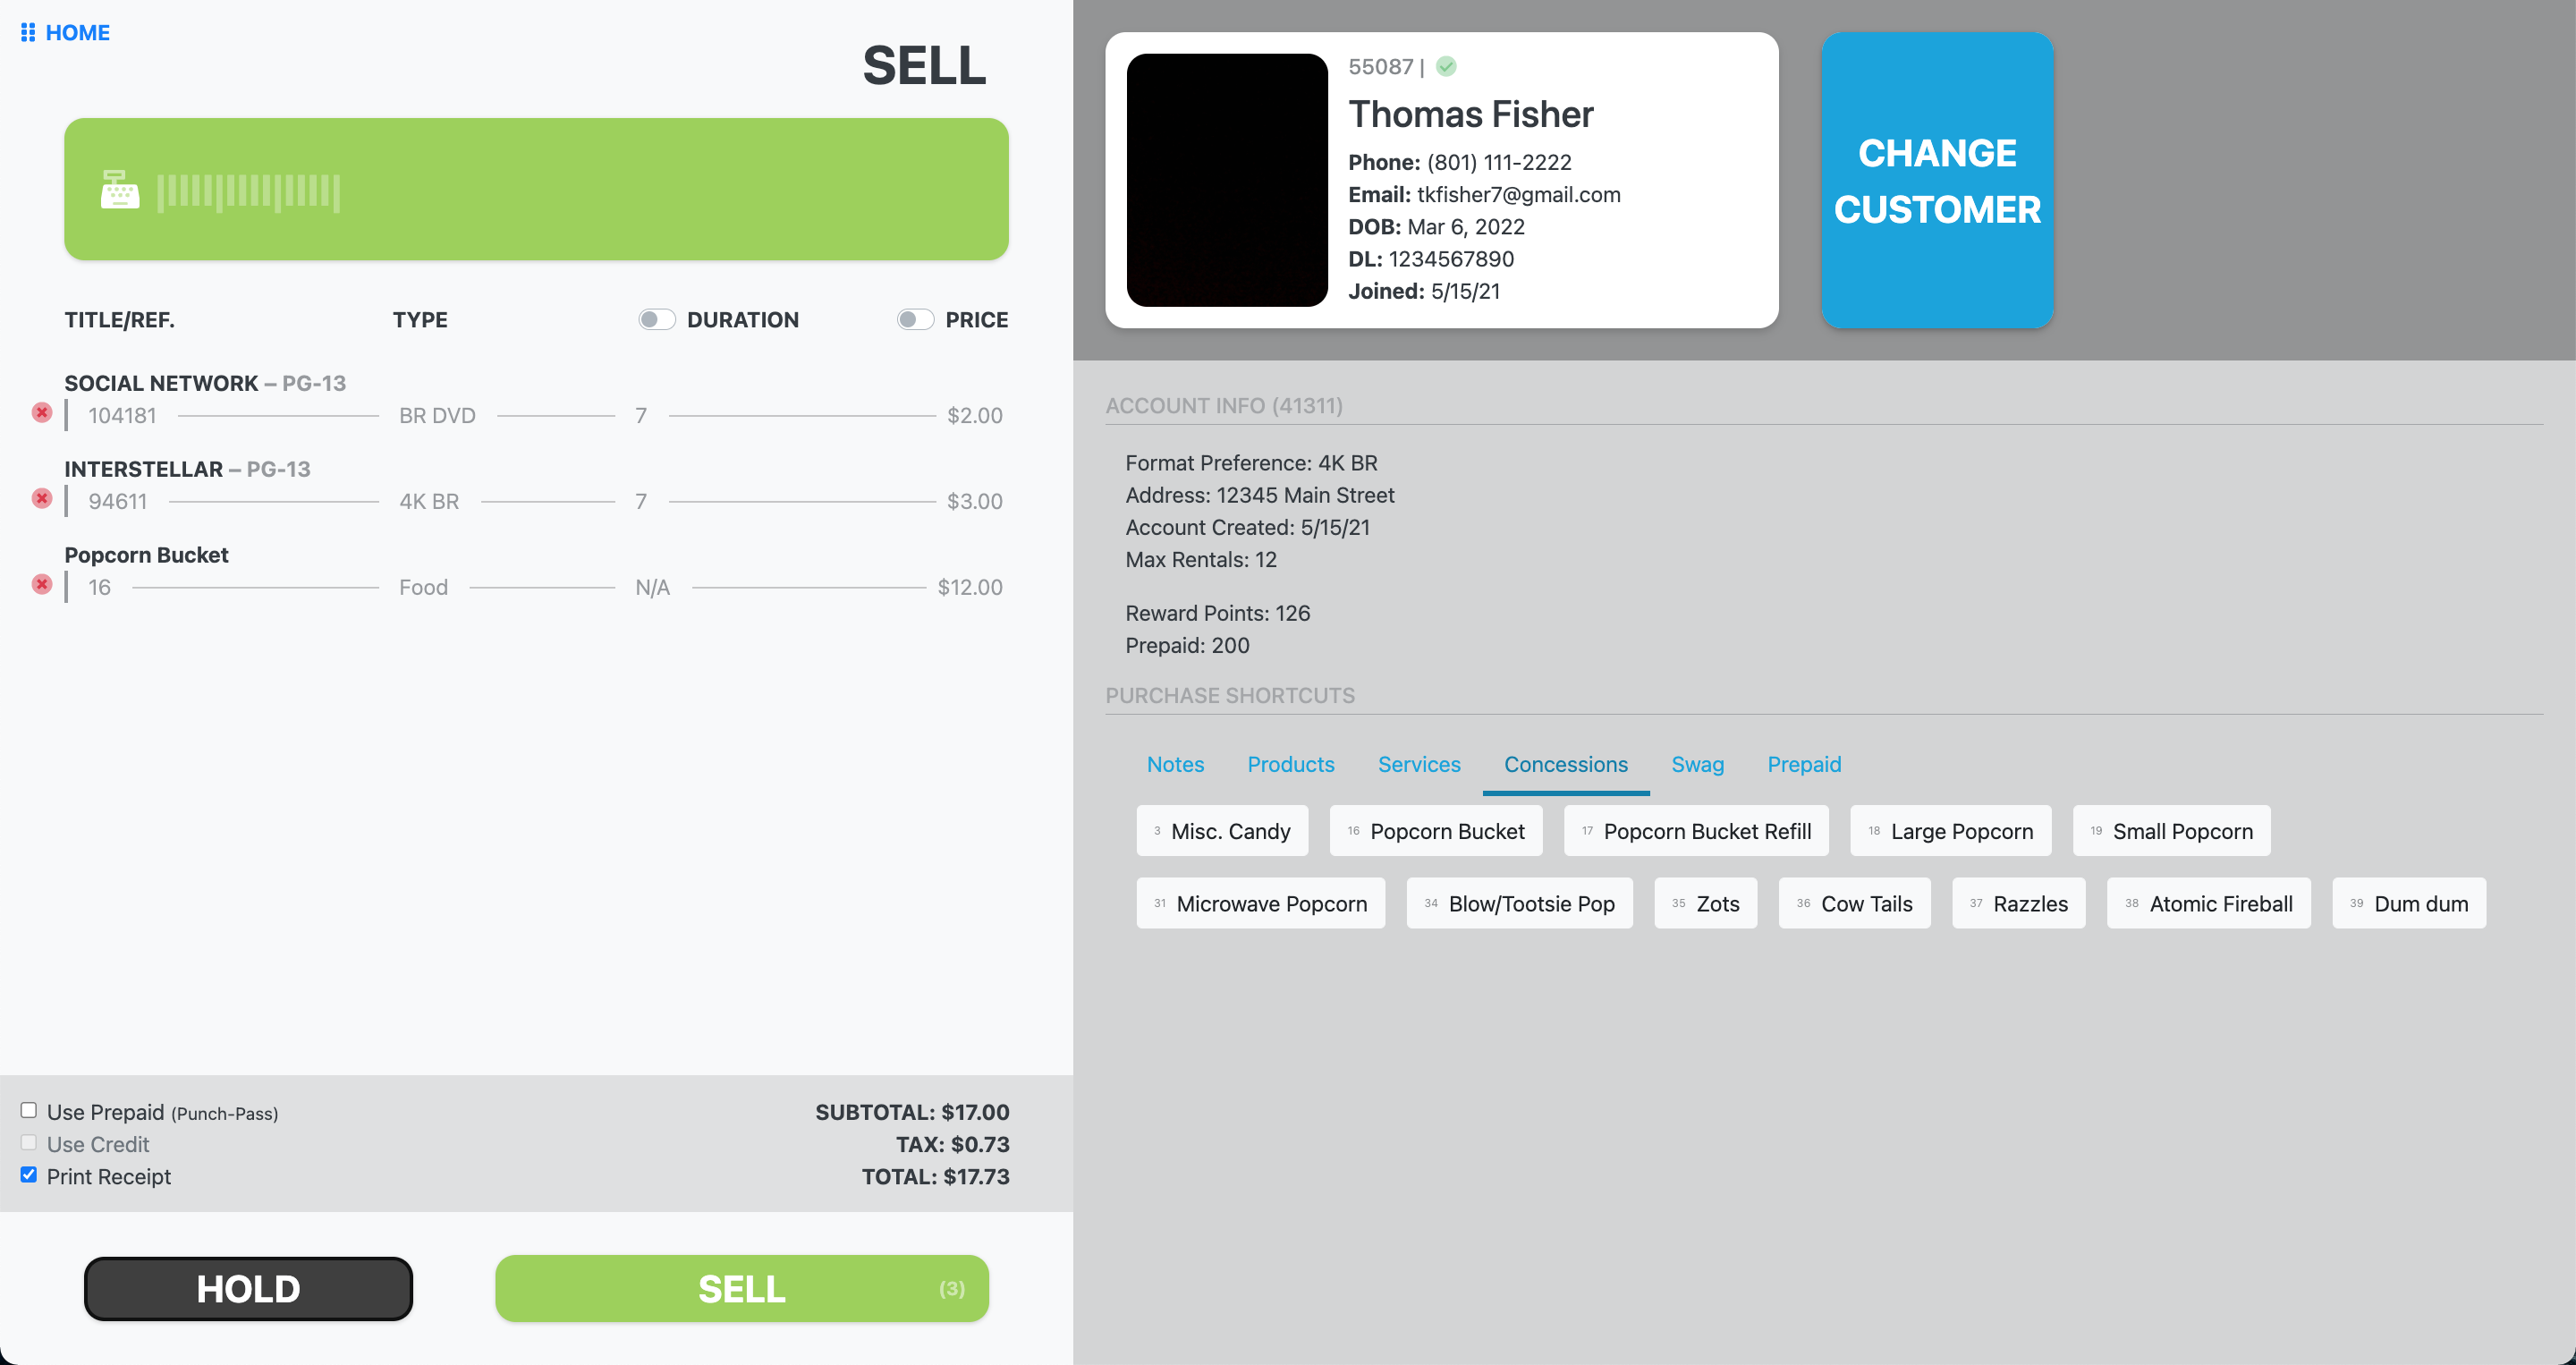 HOME
SELL
TITLE/REF. TYPE DURATION PRICE
SOCIAL NETWORK – PG-13
104181 BR DVD 7 $2.00
INTERSTELLAR – PG-13
94611 4K BR 7 $3.00
Popcorn Bucket
16 Food N/A $12.00
Use Prepaid (Punch-Pass)
Use Credit
Print Receipt
SUBTOTAL: $17.00
TAX: $0.73
TOTAL: $17.73
HOLD
SELL (3)
55087 |
Thomas Fisher
Phone: (801) 111-2222
Email: tkfisher7@gmail.com
DOB: Mar 6, 2022
DL: 1234567890
Joined: 5/15/21
CHANGE
CUSTOMER
ACCOUNT INFO (41311)
Format Preference: 4K BR
Address: 12345 Main Street
Account Created: 5/15/21
Max Rentals: 12
Reward Points: 126
Prepaid: 200
PURCHASE SHORTCUTS
Notes Products Services Concessions Swag Prepaid
3 Misc. Candy 16 Popcorn Bucket 17 Popcorn Bucket Refill 18 Large Popcorn 19 Small Popcorn
31 Microwave Popcorn 34 Blow/Tootsie Pop 35 Zots 36 Cow Tails 37 Razzles 38 Atomic Fireball 39 Dum dum